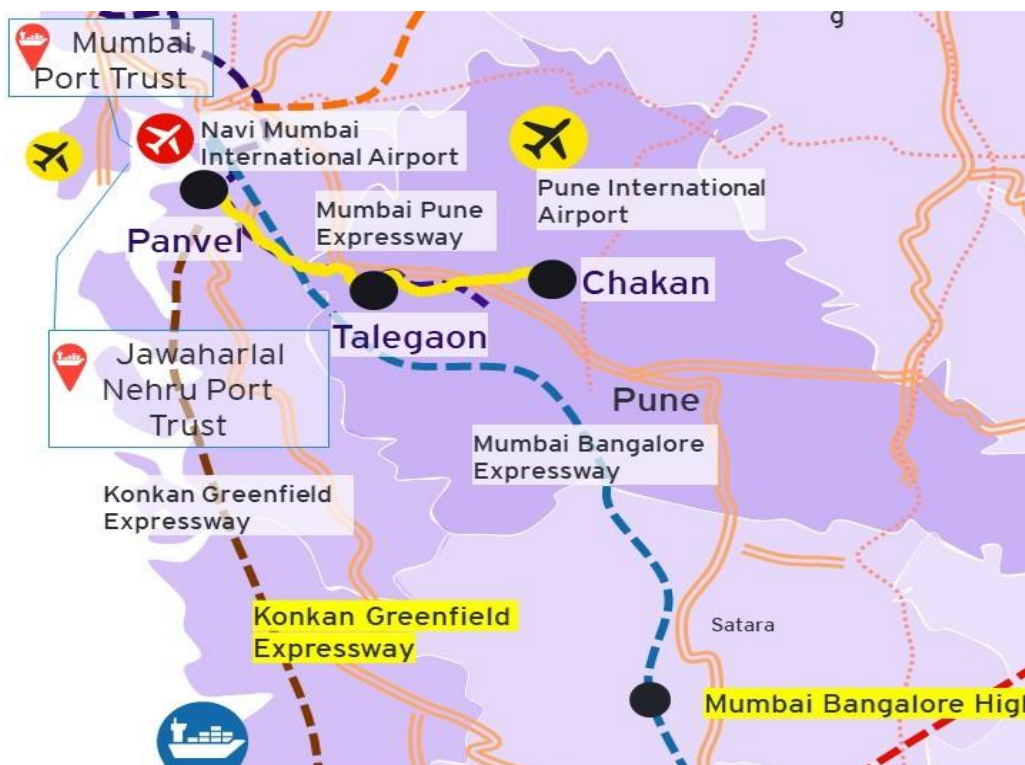 g
Mumbai
Port Trust
Navi Mumbai
International Airport
Pune International
Airport
Mumbai Pune
Expressway
Panvel
Chakan
Talegaon
Jawaharlal
Nehru Port
Trust
Pune
Mumbai Bangalore
Expressway
Konkan Greenfield
Expressway
Konkan Greenfield
Expressway
Satara
Mumbai Bangalore High